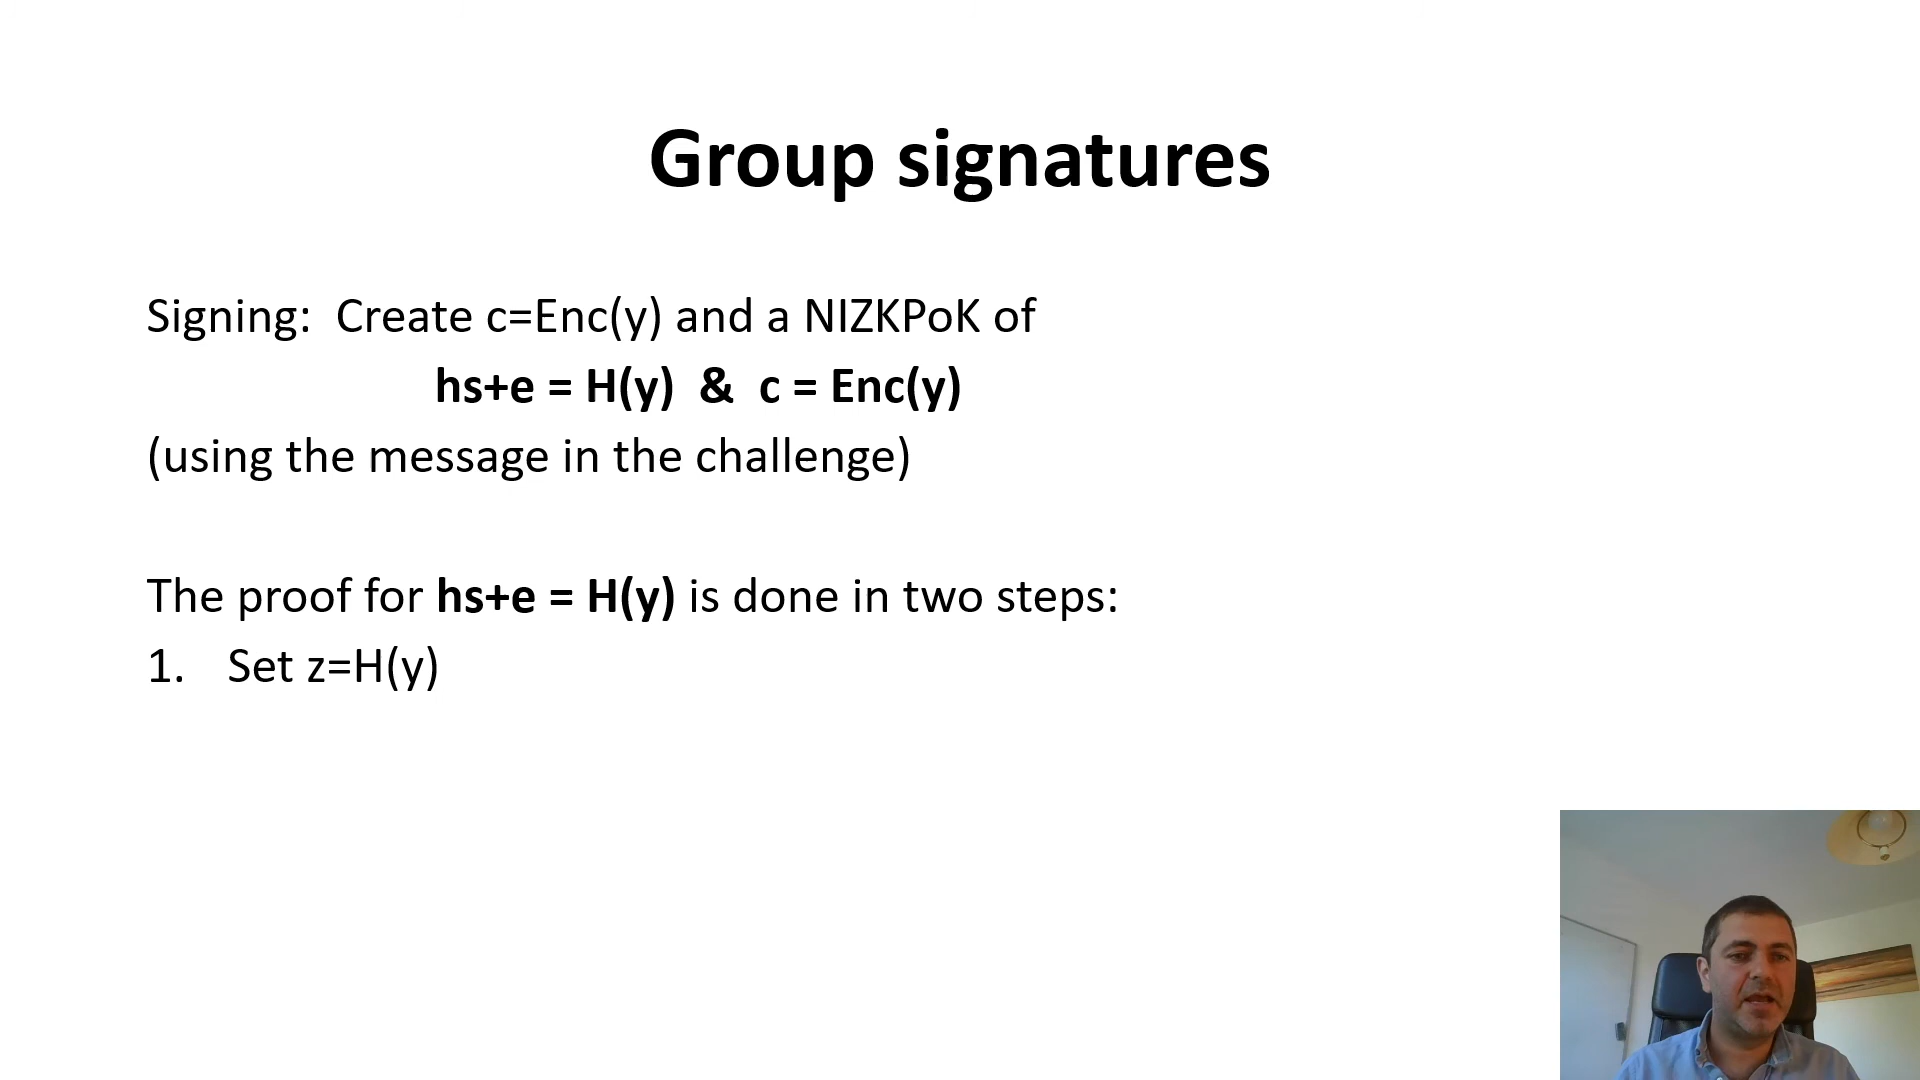 Group signatures
Signing: Create c=Enc(y) and a NIZKPoK of
hs+e = H(y) & c = Enc(y)
(using the message in the challenge)
The proof for hs+e = H(y) is done in two steps:
1. Set z=H(y)